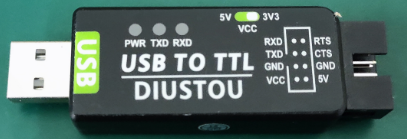 5V 3V3
VCC
PWR TXD RXD
USB
USB TO TTL
DIUSTOU
RXD RTS
TXD CTS
GND GND
VCC 5V